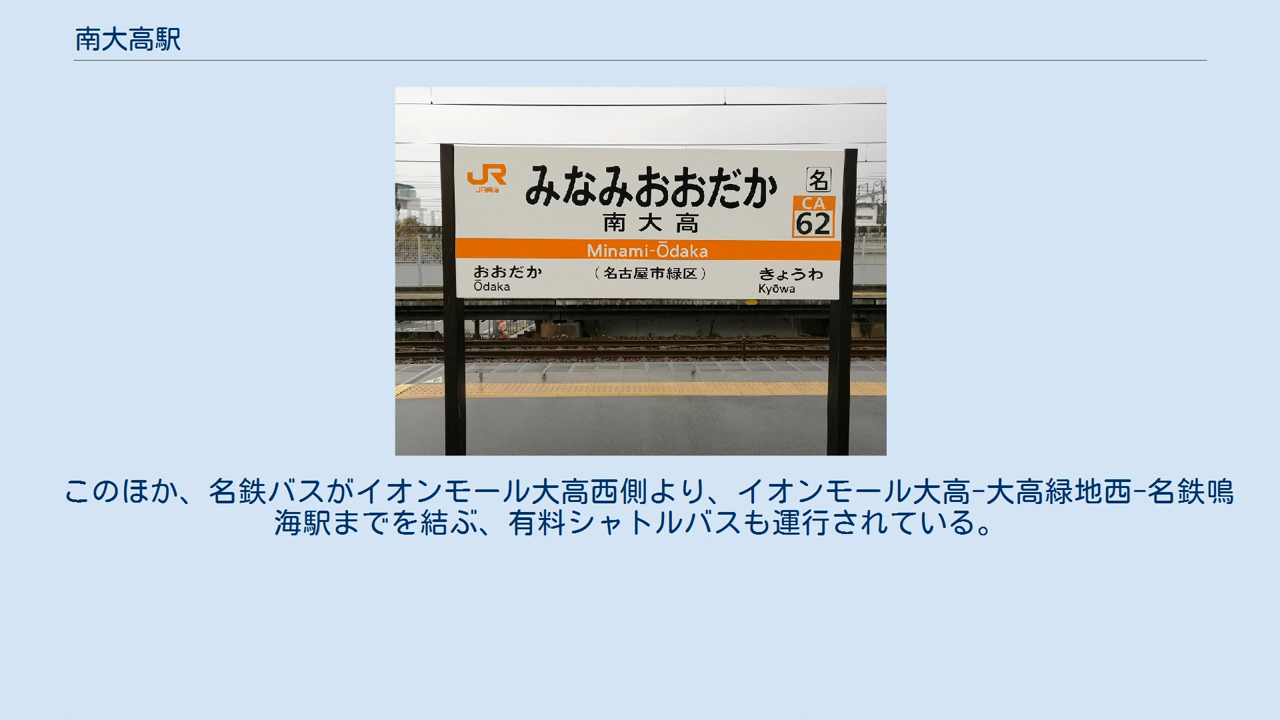 南大高駅
JR
JR東海
みなみおおだか
名
南大高
CA
62
Minami-Ōdaka
おおだか
（名古屋市緑区）
きょうわ
Ōdaka
Kyōwa
このほか、名鉄バスがイオンモール大高西側より、イオンモール大高-大高緑地西-名鉄鳴
海駅までを結ぶ、有料シャトルバスも運行されている。